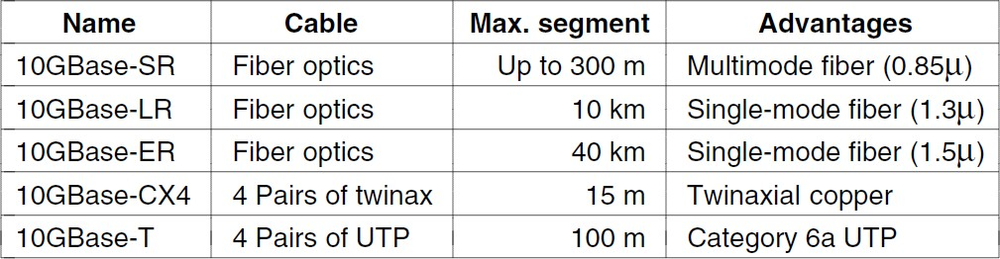 Name Cable Max. segment Advantages
10GBase-SR Fiber optics Up to 300 m Multimode fiber (0.85μ)
10GBase-LR Fiber optics 10 km Single-mode fiber (1.3μ)
10GBase-ER Fiber optics 40 km Single-mode fiber (1.5μ)
10GBase-CX4 4 Pairs of twinax 15 m Twinaxial copper
10GBase-T 4 Pairs of UTP 100 m Category 6a UTP